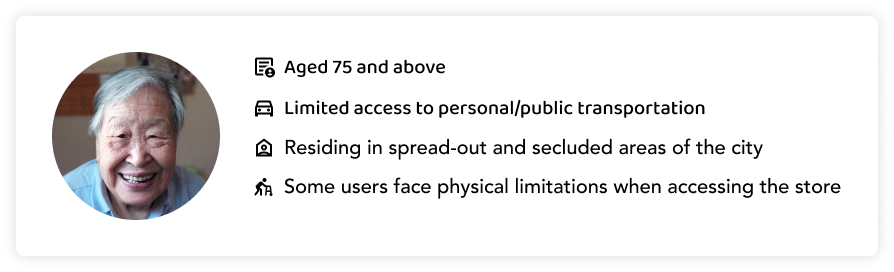 Aged 75 and above
Limited access to personal/public transportation
Residing in spread-out and secluded areas of the city
Some users face physical limitations when accessing the store